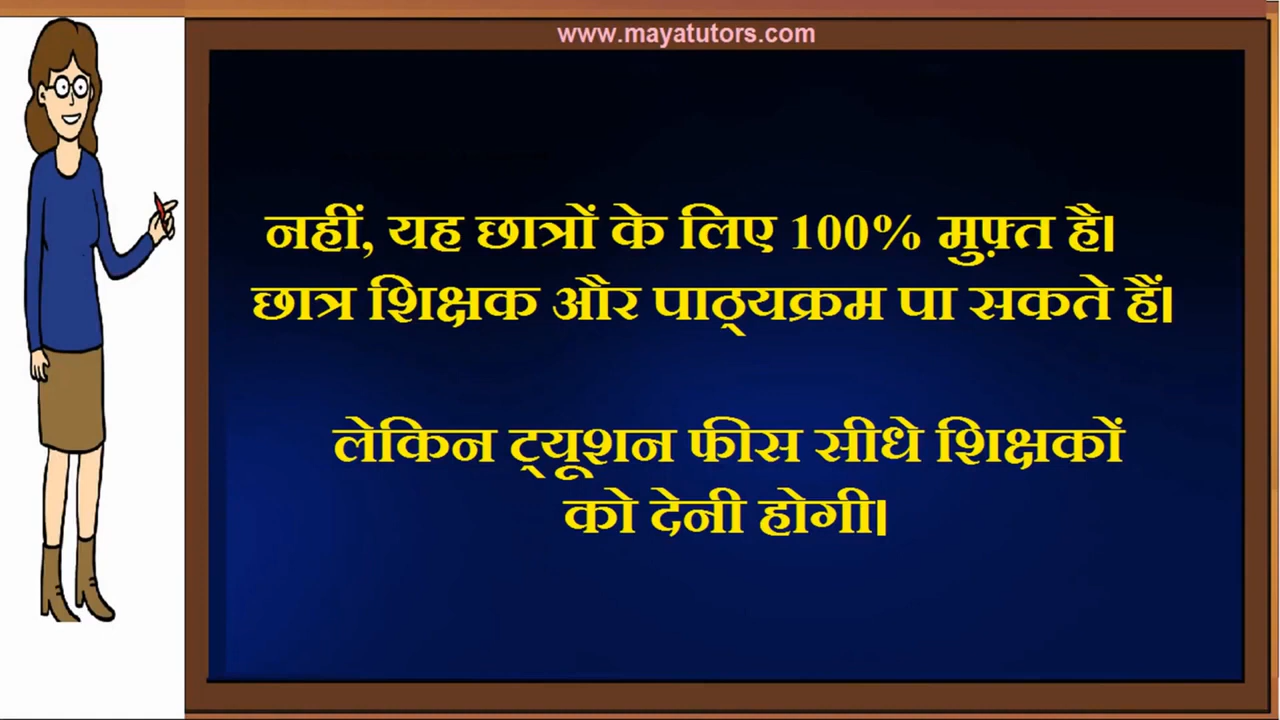 www.mayatutors.com
नहीं, यह छात्रों के लिए 100% मुफ़्त है।
छात्र शिक्षक और पाठ्यक्रम पा सकते हैं।
लेकिन ट्यूशन फीस सीधे शिक्षकों
को देनी होगी।